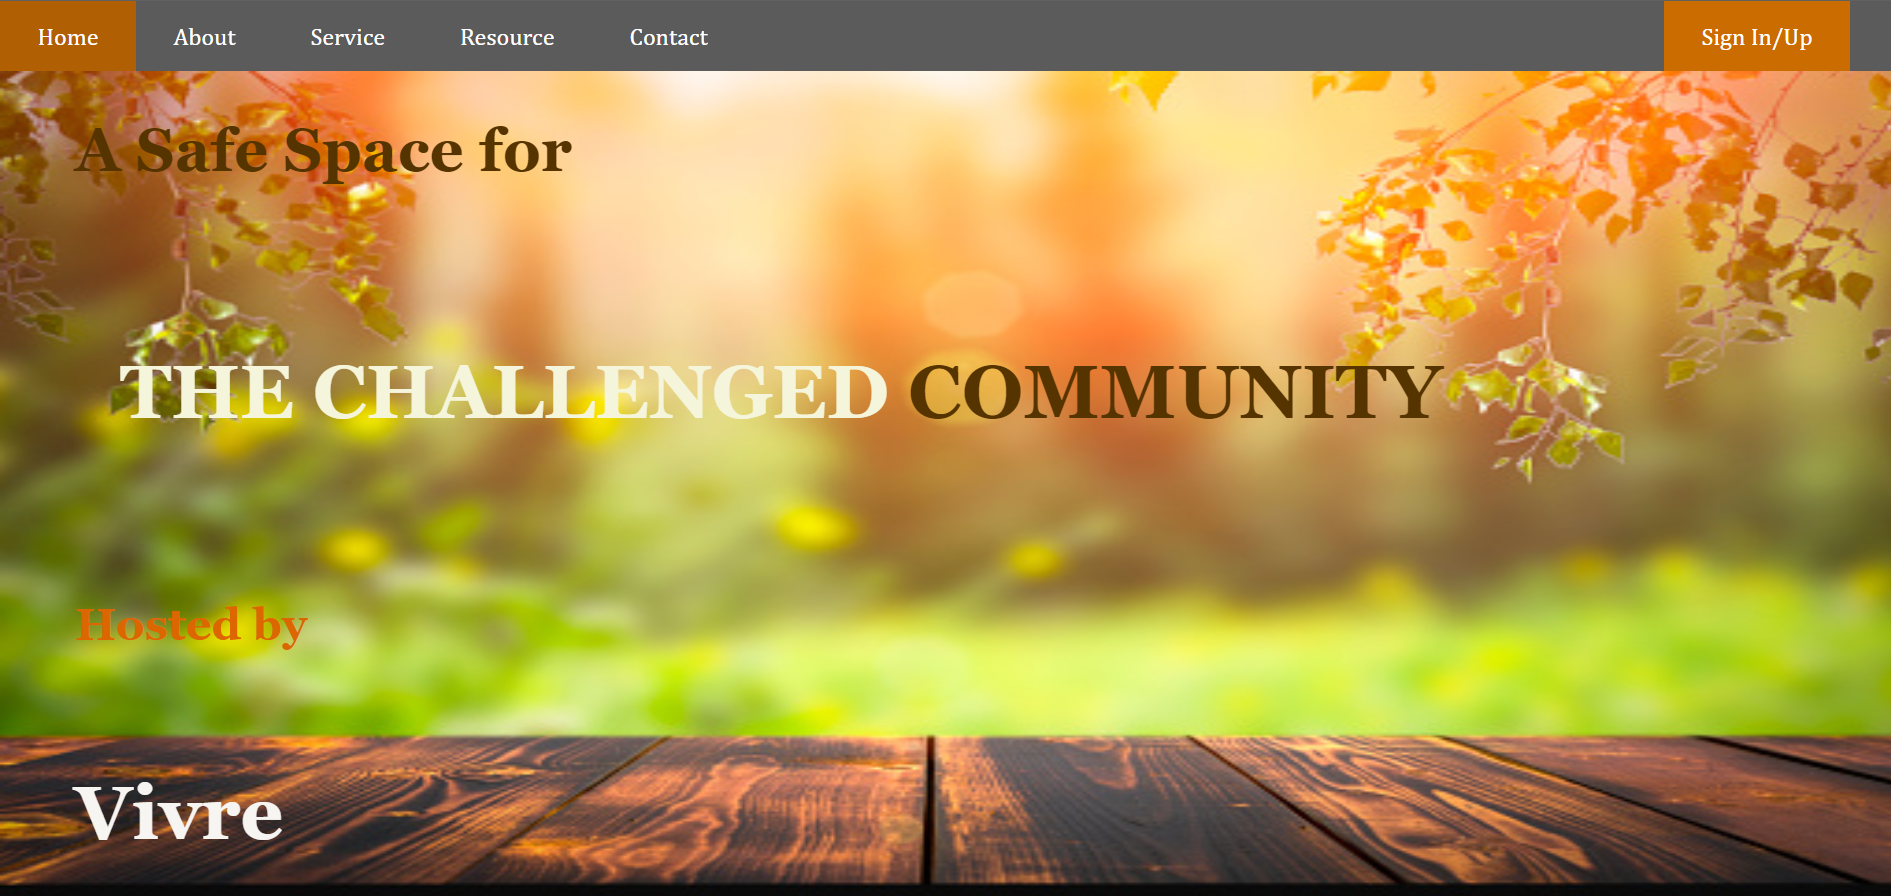 Home About Service Resource Contact Sign In/Up
A Safe Space for
THE CHALLENGED COMMUNITY
Hosted by
Vivre